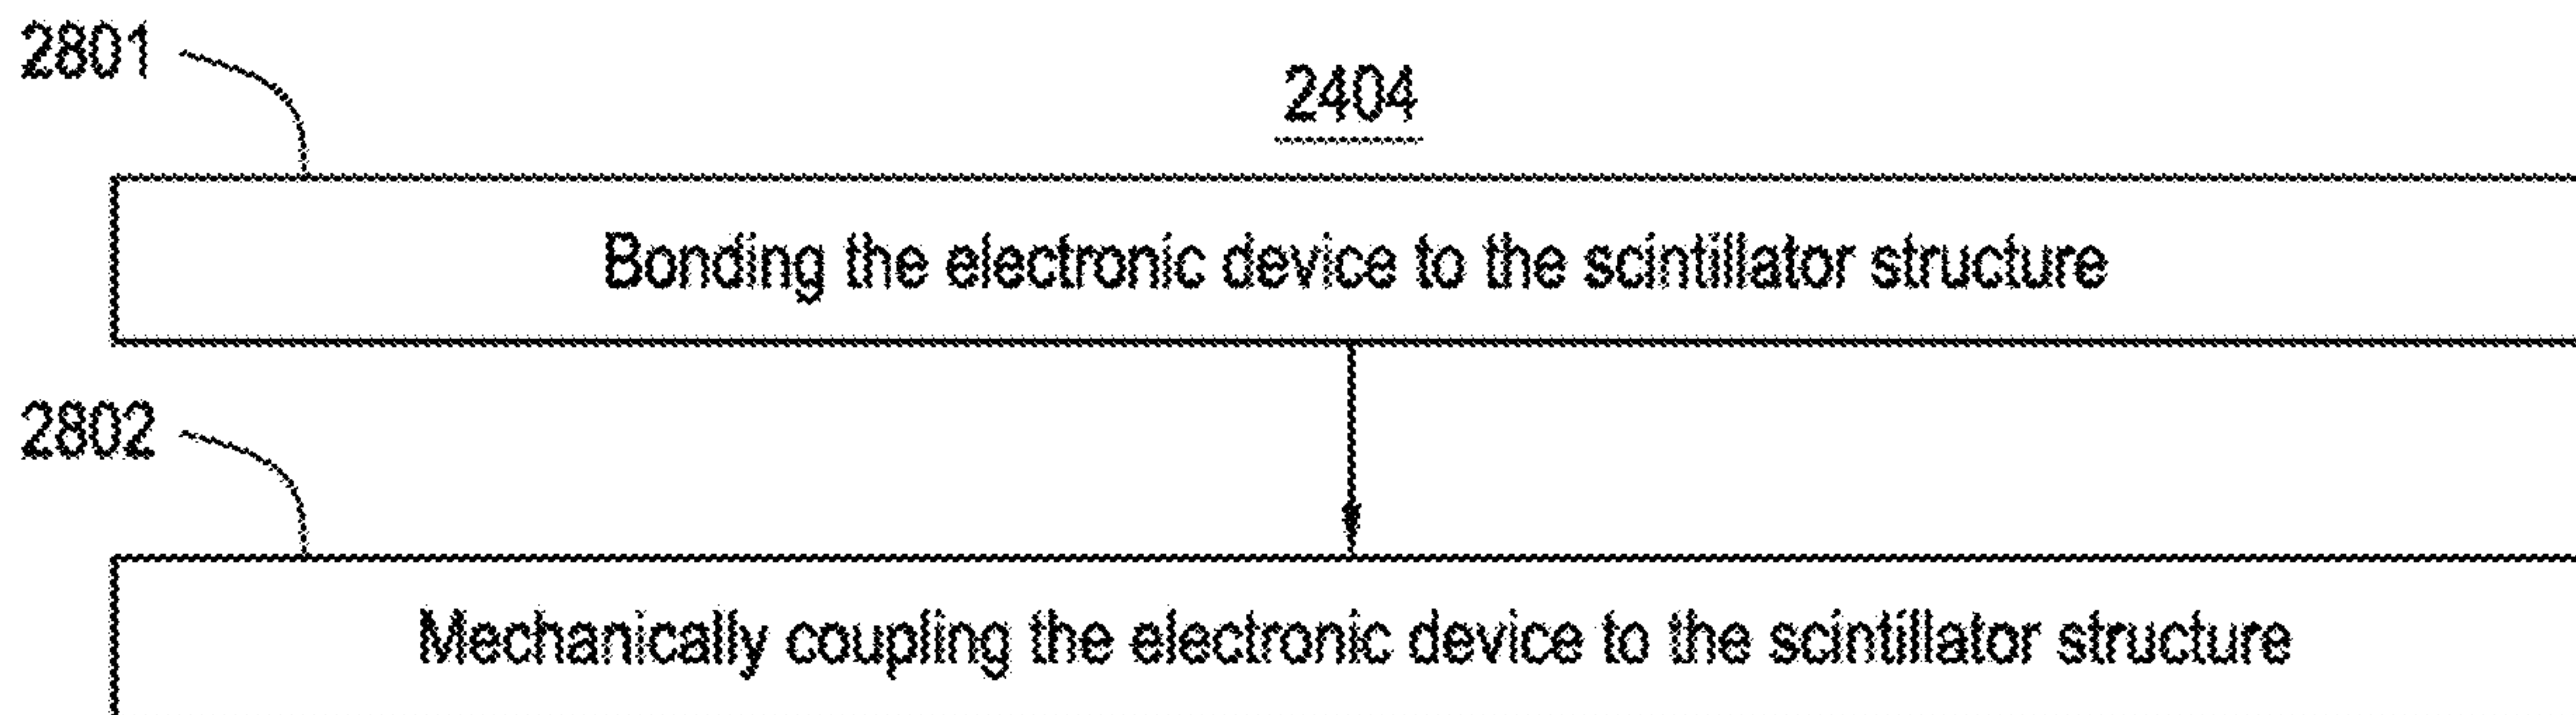 2801
2404
Bonding the electronic device to the scintillator structure
2802
Mechanically coupling the electronic device to the scintillator structure